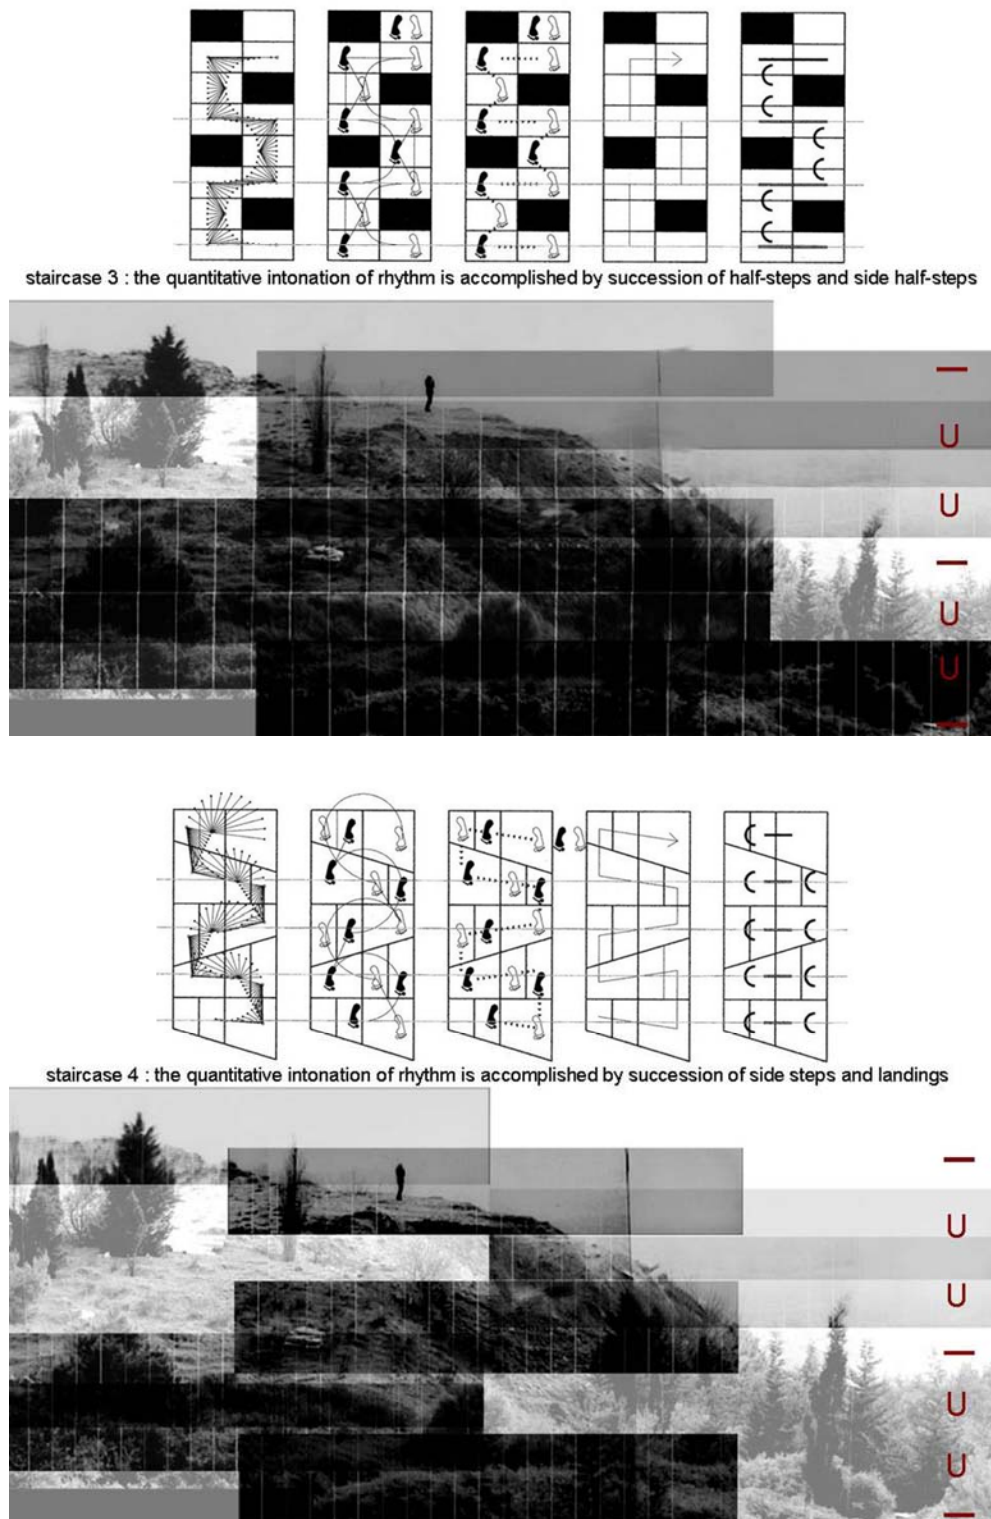 staircase 3 : the quantitative intonation of rhythm is accomplished by succession of half-steps and side half-steps
staircase 4 : the quantitative intonation of rhythm is accomplished by succession of side steps and landings